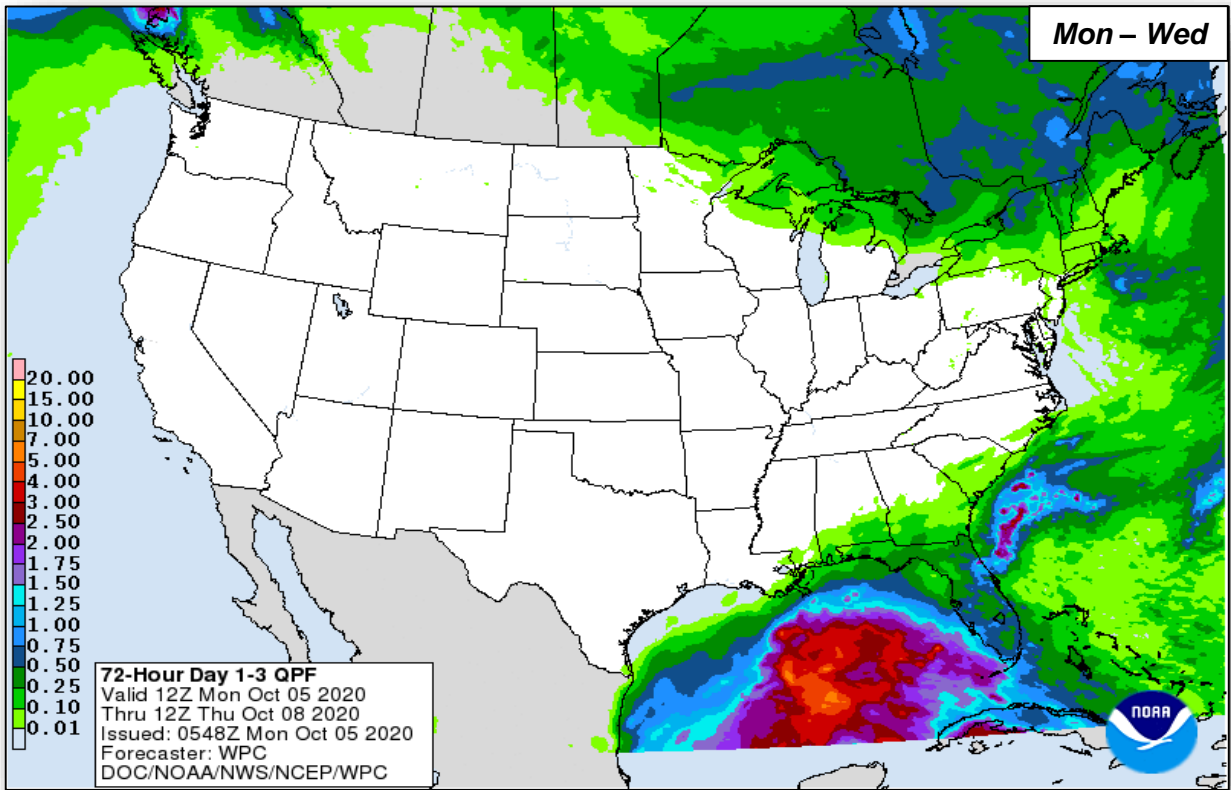 Mon – Wed
20.00
15.00
10.00
7.00
5.00
4.00
3.00
2.50
2.00
1.75
1.50
1.25
1.00
0.75
0.50
0.25
0.10
0.01
72-Hour Day 1-3 QPF
Valid 12Z Mon Oct 05 2020
Thru 12Z Thu Oct 08 2020
Issued: 0548Z Mon Oct 05 2020
Forecaster: WPC
DOC/NOAA/NWS/NCEP/WPC
NOAA